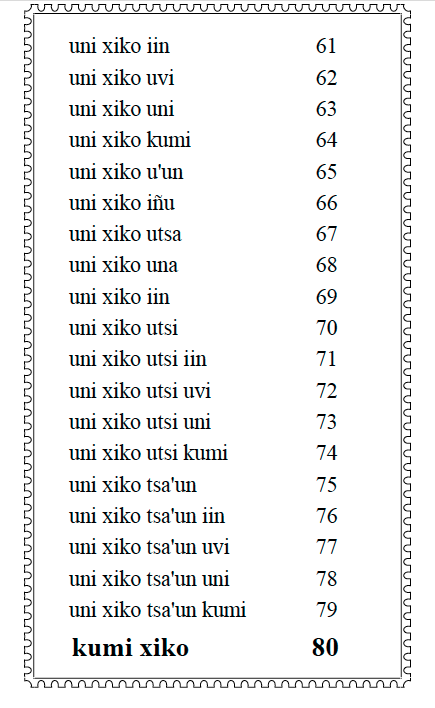 uni xiko iin 61
uni xiko uvi 62
uni xiko uni 63
uni xiko kumi 64
uni xiko u'un 65
uni xiko iñu 66
uni xiko utsa 67
uni xiko una 68
uni xiko iin 69
uni xiko utsi 70
uni xiko utsi iin 71
uni xiko utsi uvi 72
uni xiko utsi uni 73
uni xiko utsi kumi 74
uni xiko tsa'un 75
uni xiko tsa'un iin 76
uni xiko tsa'un uvi 77
uni xiko tsa'un uni 78
uni xiko tsa'un kumi 79
kumi xiko 80